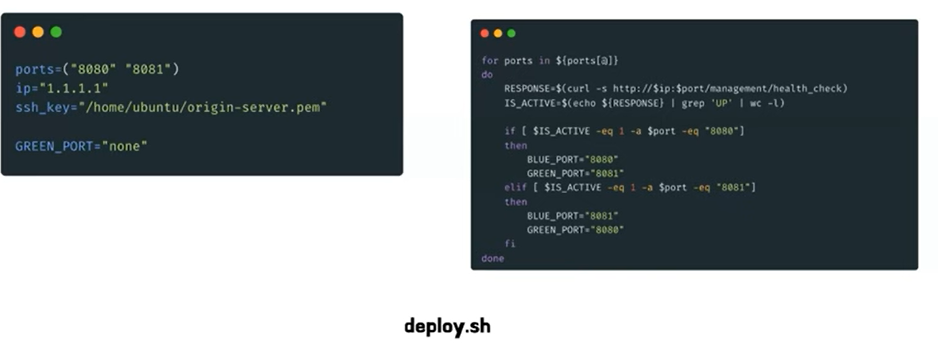 ports=("8080" "8081")
ip="1.1.1.1"
ssh_key="/home/ubuntu/origin-server.pem"
GREEN_PORT="none"
for ports in ${ports[@]}
do
RESPONSE=$(curl -s http://$ip:$port/management/health_check)
IS_ACTIVE=$(echo ${RESPONSE} | grep 'UP' | wc -l)
if [ $IS_ACTIVE -eq 1 -a $port -eq "8080"]
then
BLUE_PORT="8080"
GREEN_PORT="8081"
elif [ $IS_ACTIVE -eq 1 -a $port -eq "8081"]
then
BLUE_PORT="8081"
GREEN_PORT="8080"
fi
done
deploy.sh